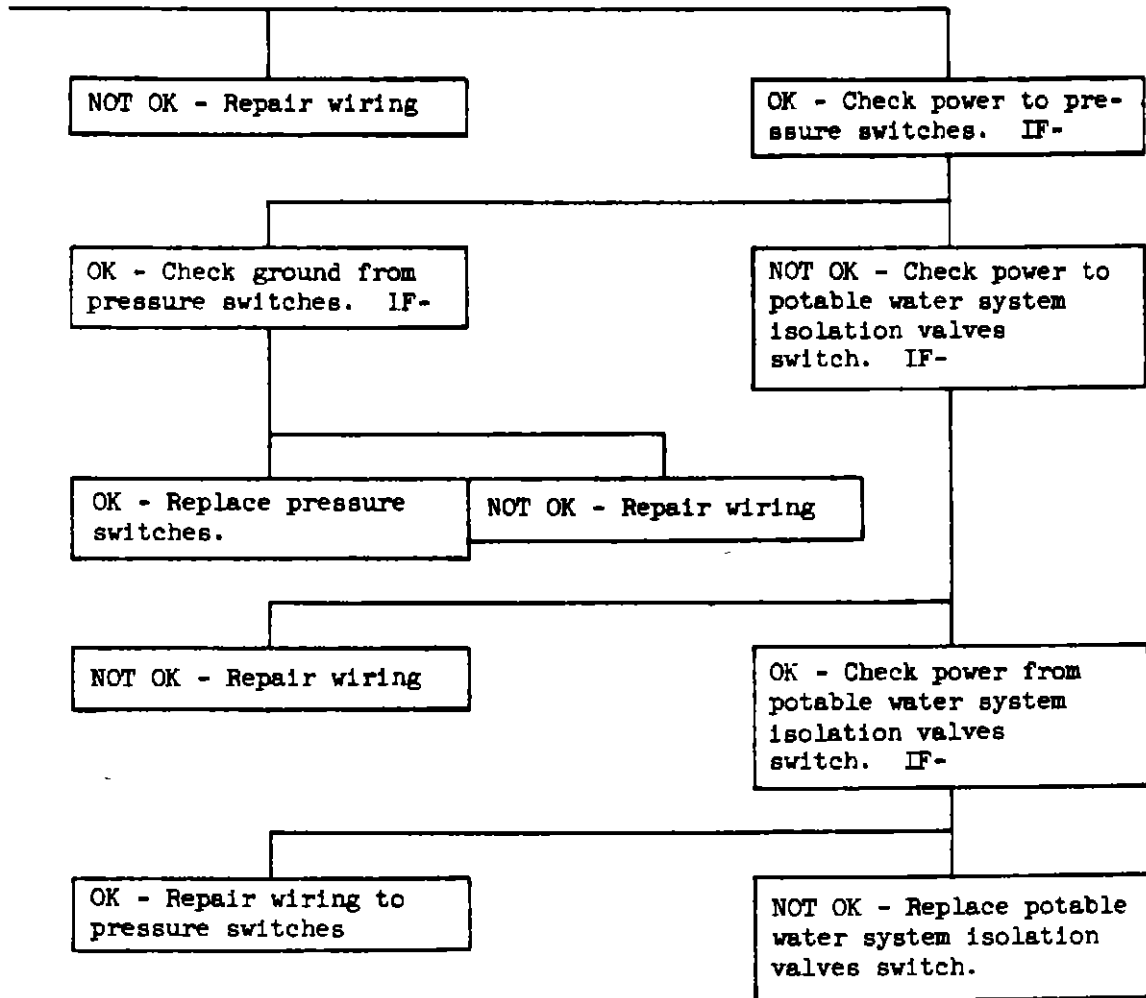 NOT OK - Repair wiring
OK - Check power to pre-
ssure switches. IF-
OK - Check ground from
pressure switches. IF-
NOT OK - Check power to
potable water system
isolation valves
switch. IF-
OK - Replace pressure
switches.
NOT OK - Repair wiring
NOT OK - Repair wiring
OK - Check power from
potable water system
isolation valves
switch. IF-
OK - Repair wiring to
pressure switches
NOT OK - Replace potable
water system isolation
valves switch.